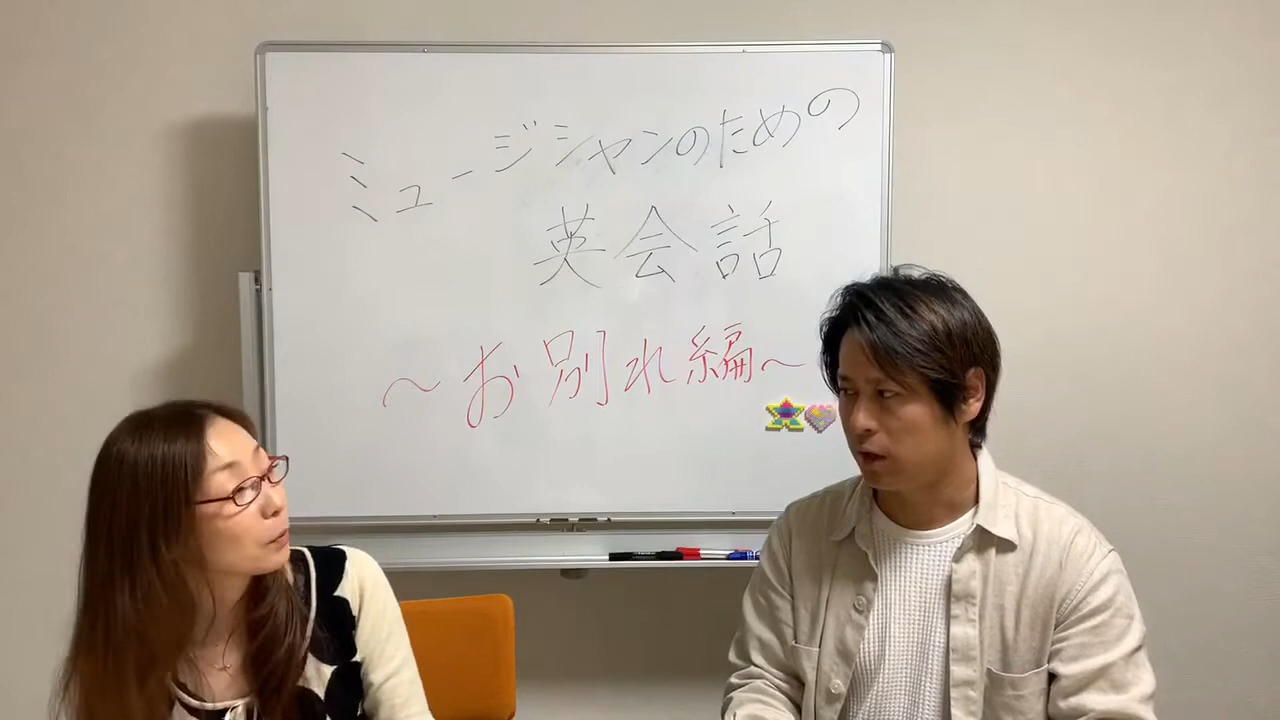 ミュージシャンのための
英会話
～お別れ編～